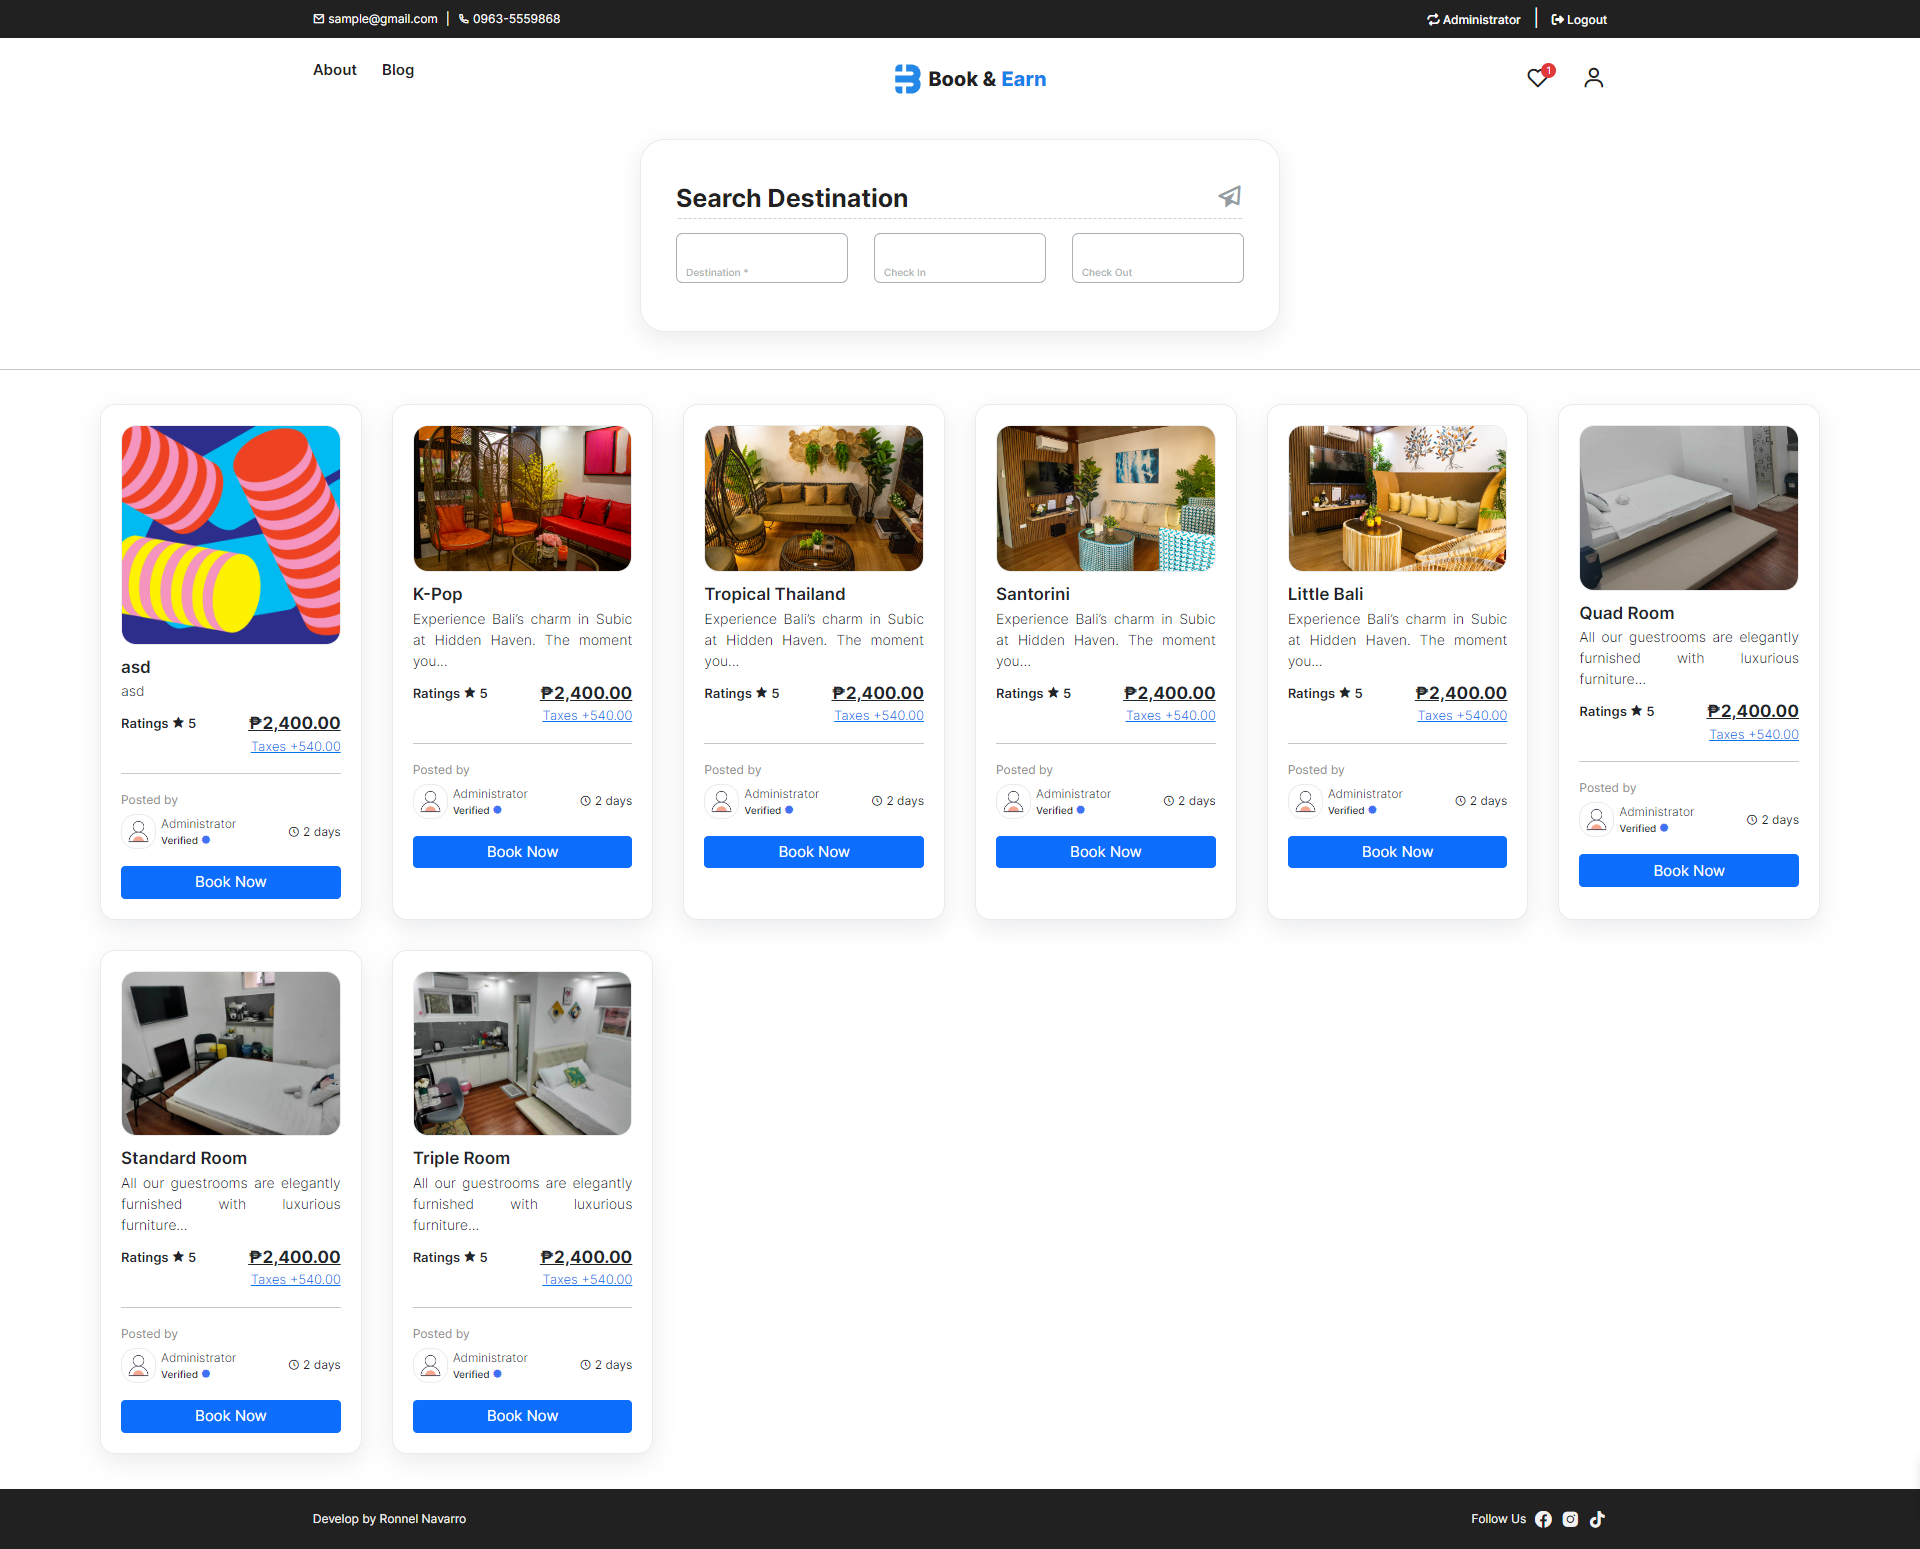 sample@gmail.com | 0963-5559868
Administrator | Logout
About Blog
Book & Earn
1
Search Destination
Destination * Check In Check Out
asd
asd
Ratings ★ 5 ₱2,400.00
Taxes +540.00
Posted by
Administrator
Verified
2 days
Book Now
K-Pop
Experience Bali’s charm in Subic
at Hidden Haven. The moment
you...
Ratings ★ 5 ₱2,400.00
Taxes +540.00
Posted by
Administrator
Verified
2 days
Book Now
Tropical Thailand
Experience Bali’s charm in Subic
at Hidden Haven. The moment
you...
Ratings ★ 5 ₱2,400.00
Taxes +540.00
Posted by
Administrator
Verified
2 days
Book Now
Santorini
Experience Bali’s charm in Subic
at Hidden Haven. The moment
you...
Ratings ★ 5 ₱2,400.00
Taxes +540.00
Posted by
Administrator
Verified
2 days
Book Now
Little Bali
Experience Bali’s charm in Subic
at Hidden Haven. The moment
you...
Ratings ★ 5 ₱2,400.00
Taxes +540.00
Posted by
Administrator
Verified
2 days
Book Now
Quad Room
All our guestrooms are elegantly
furnished with luxurious
furniture...
Ratings ★ 5 ₱2,400.00
Taxes +540.00
Posted by
Administrator
Verified
2 days
Book Now
Standard Room
All our guestrooms are elegantly
furnished with luxurious
furniture...
Ratings ★ 5 ₱2,400.00
Taxes +540.00
Posted by
Administrator
Verified
2 days
Book Now
Triple Room
All our guestrooms are elegantly
furnished with luxurious
furniture...
Ratings ★ 5 ₱2,400.00
Taxes +540.00
Posted by
Administrator
Verified
2 days
Book Now
Develop by Ronnel Navarro
Follow Us